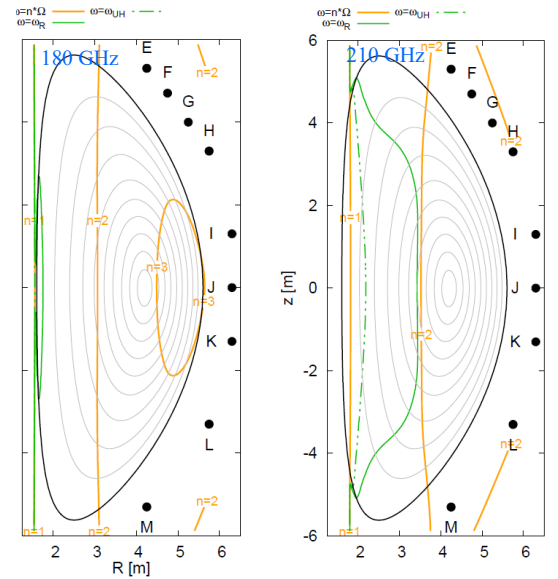 ω=n*Ω ω=ω_UH
ω=ω_R
ω=n*Ω ω=ω_UH
ω=ω_R
180 GHz
E
n=2
F
G
H
n=1
n=2
I
n=3
J
n=3
K
L
n=2
n=1
n=2
M
2 3 4 5 6
R [m]
210 GHz
6
n=2
E
F
4
G
H
n=2
2
n=1
I
z [m]
0
J
n=2
K
-2
-4
L
n=2
-6
n=1
n=2
M
2 3 4 5 6